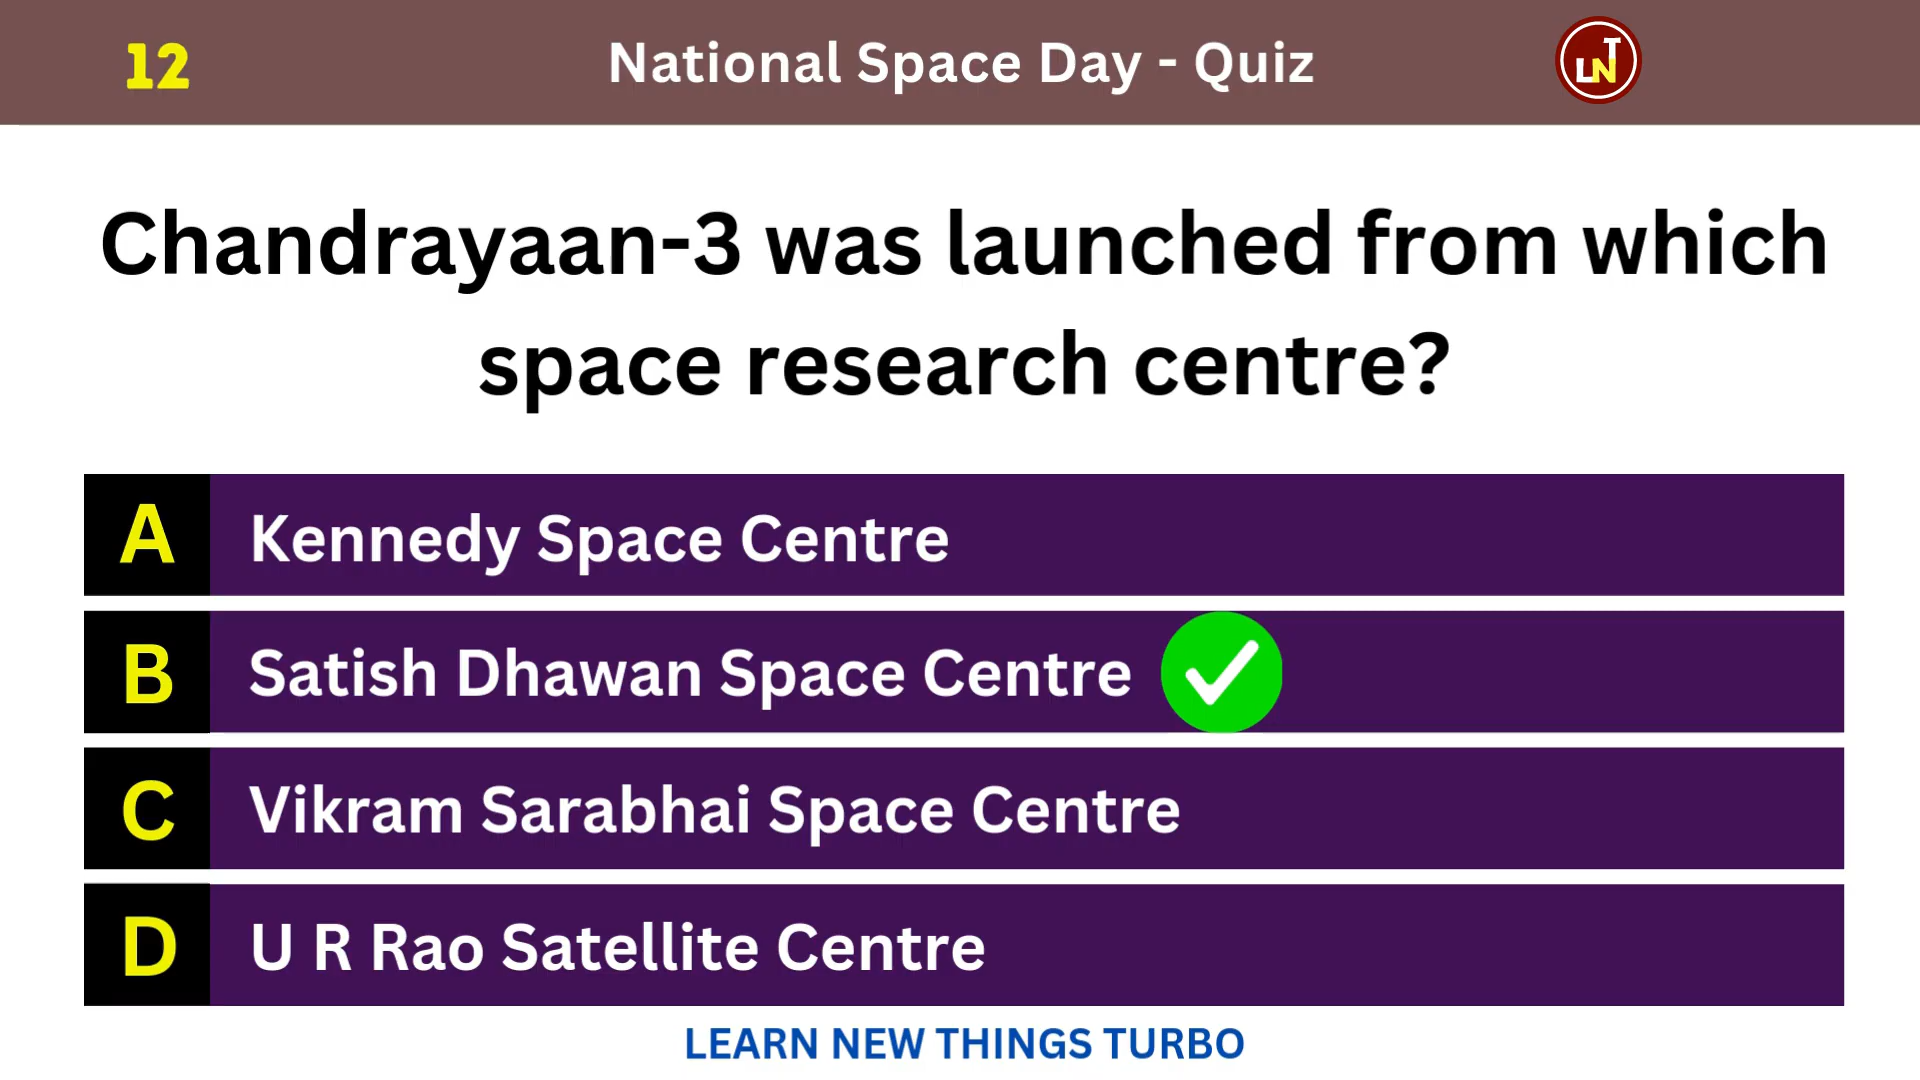 12
National Space Day - Quiz
LNT
Chandrayaan-3 was launched from which
space research centre?
A Kennedy Space Centre
B Satish Dhawan Space Centre
C Vikram Sarabhai Space Centre
D U R Rao Satellite Centre
LEARN NEW THINGS TURBO